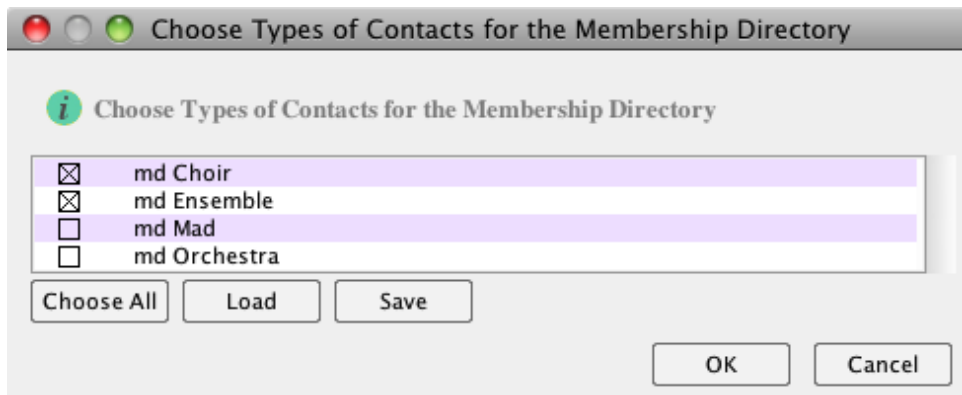 Choose Types of Contacts for the Membership Directory
i Choose Types of Contacts for the Membership Directory
md Choir
md Ensemble
md Mad
md Orchestra
Choose All Load Save
OK Cancel